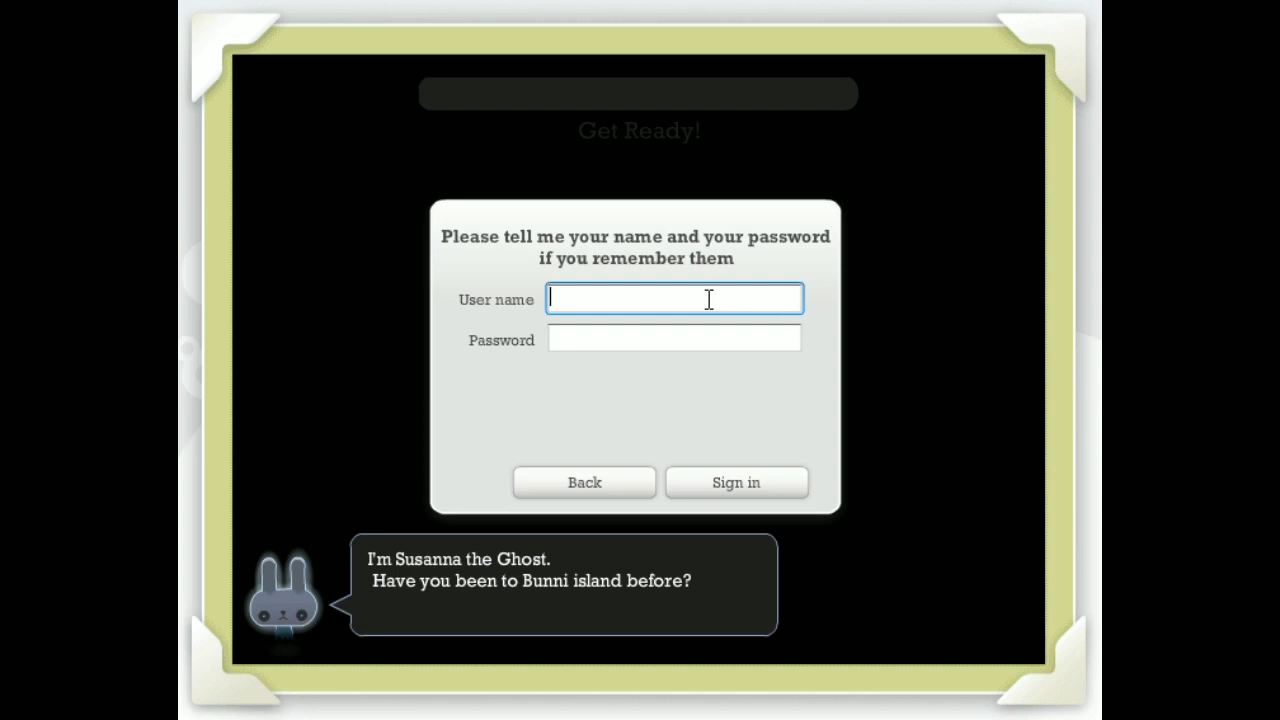 Get Ready!
Please tell me your name and your password
if you remember them
User name
Password
Back
Sign in
I'm Susanna the Ghost.
Have you been to Bunni island before?